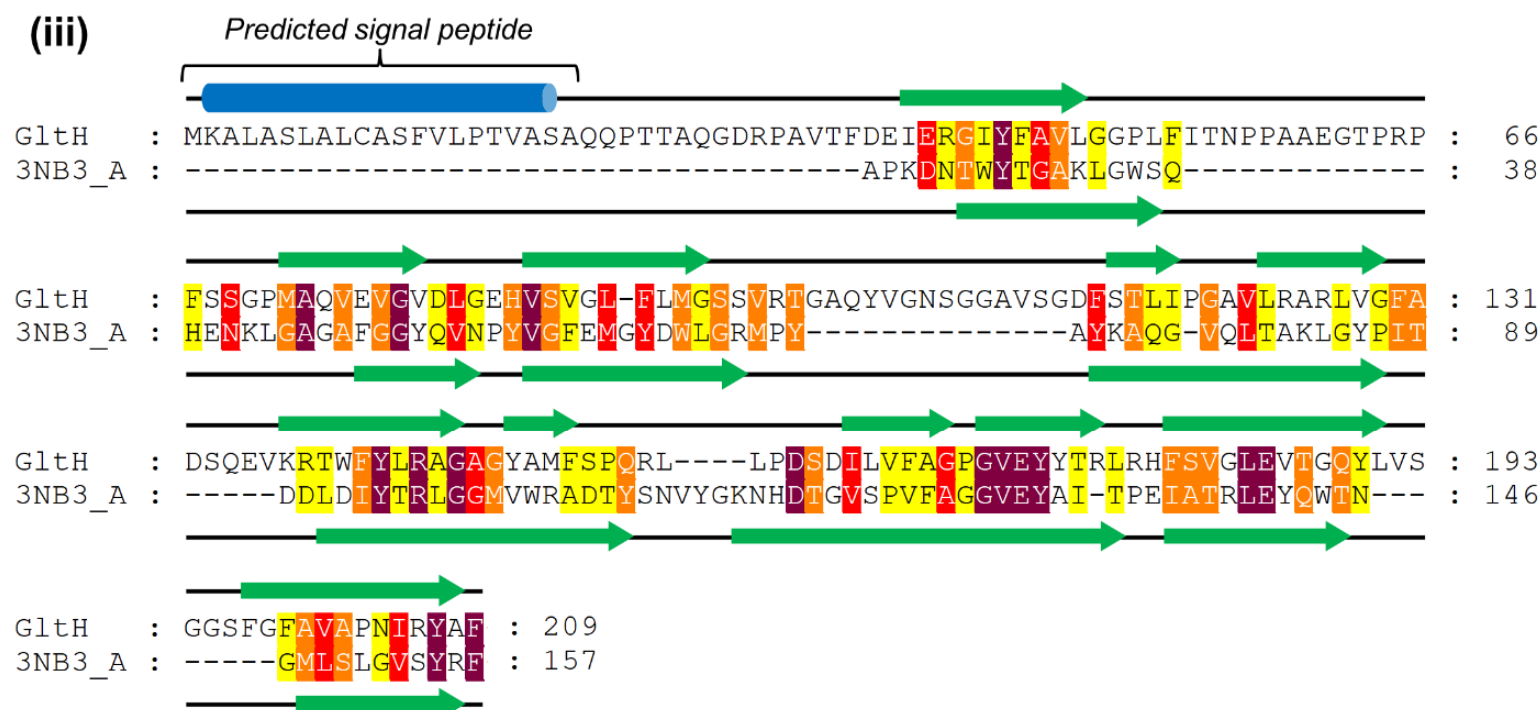 (iii)
Predicted signal peptide
GltH : MKALASLALCASFVLPTVASAQQPTTAQGDRPAVTFDEIERGIYFAVLGGPLFITNPPAAEGTPRP : 66
3NB3_A : ------------------------------------APKDNTWYTGAKLGWSQ------------- : 38
GltH : FSSGPMAQVEVGVDLGEHVSVGL-FLMGSSVRTGAQYVGNSGGAVSGDFSTLIPGAVLRARLVGFA : 131
3NB3_A : HENKLGAGAFGGYQVNPYVGFEMGYDWLGRMPY--------------AYKAQG-VQLTAKLGYPIT : 89
GltH : DSQEVKRTWFYLRAGAGYAMFSPQRL----LPDSDILVFAGPGVEYYTRLRHFSVGLEVTGQYLVS : 193
3NB3_A : -----DDLDIYTRLGGMVWRADTYSNVYGKNHDTGVSPVFAGGVEYAI-TPEIATRLEYQWTN--- : 146
GltH : GGSFGFAVAPNIRYAF : 209
3NB3_A : -----GMLSLGVSYRF : 157